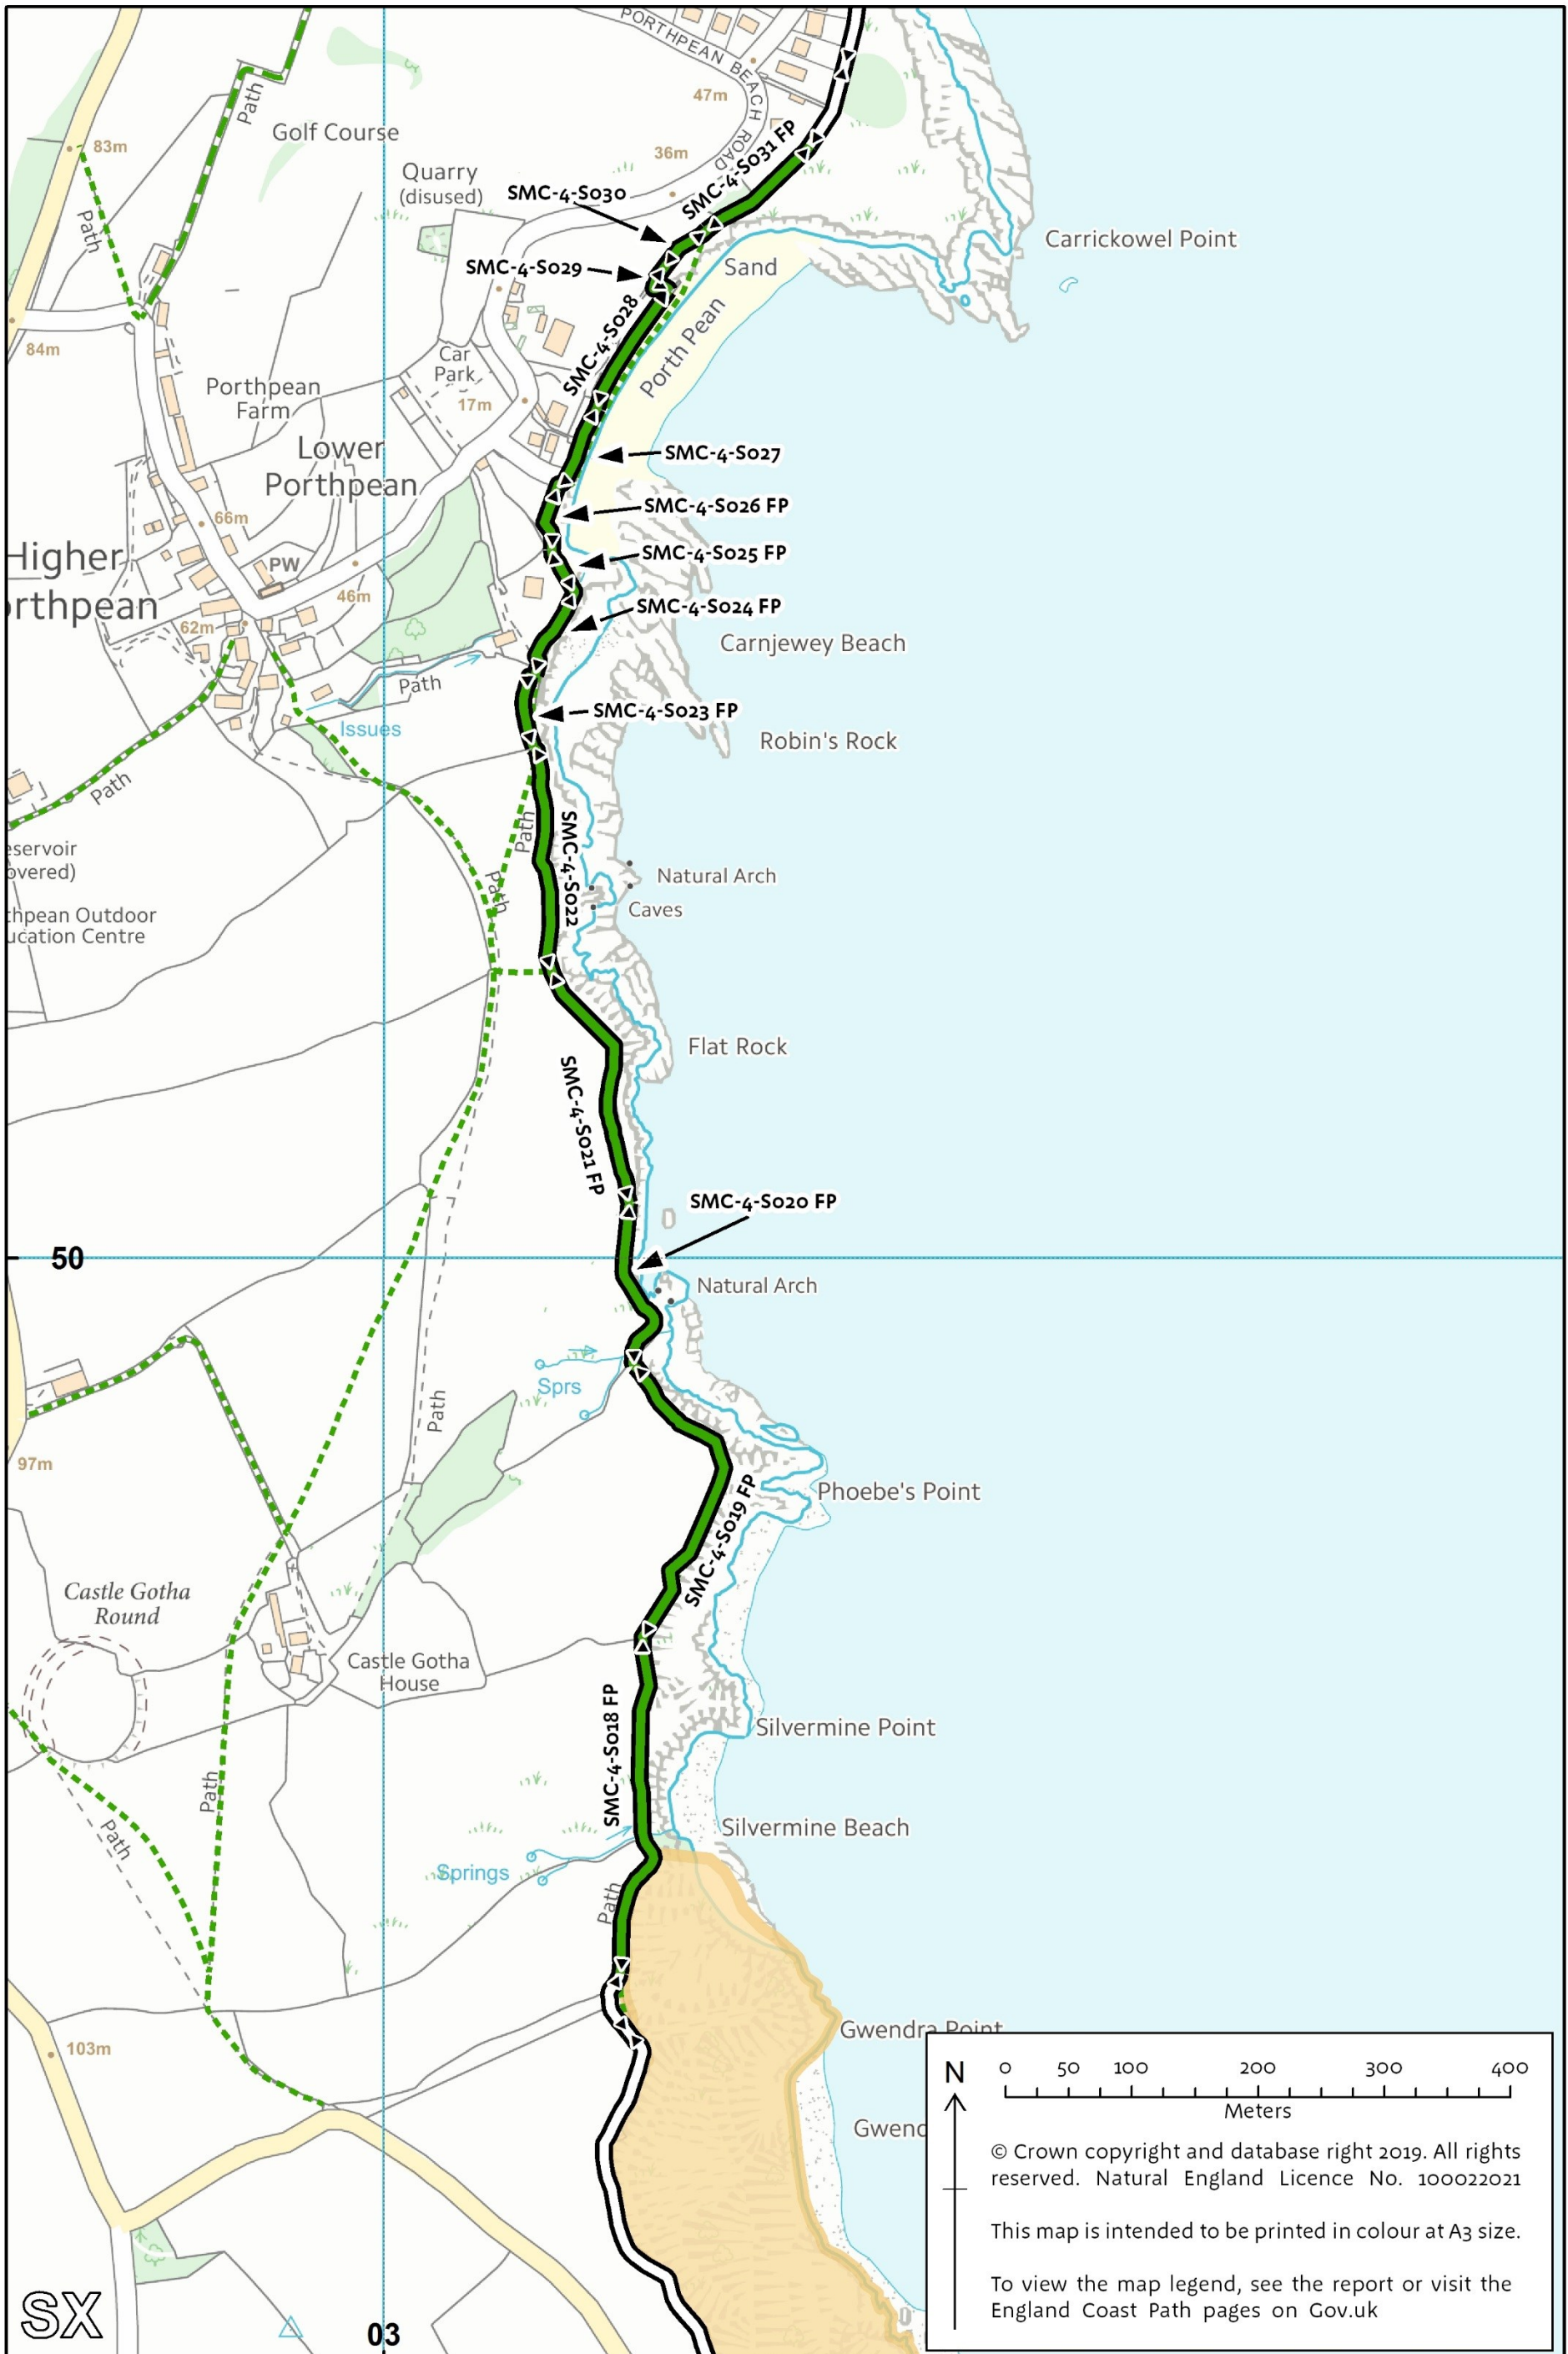 PORTHPEAN BEACH ROAD
47m
Path
Golf Course
83m
36m
SMC-4-S031 FP
Quarry
(disused)
SMC-4-S030
Path
Carrickowel Point
SMC-4-S029
Sand
SMC-4-S028
Porth Pean
84m
Car
Park
Porthpean
Farm
17m
Lower
Porthpean
SMC-4-S027
SMC-4-S026 FP
66m
Higher
orthpean
PW
SMC-4-S025 FP
46m
SMC-4-S024 FP
62m
Carnjewey Beach
Path
SMC-4-S023 FP
Issues
Robin's Rock
Path
Path
SMC-4-S022
eservoir
overed)
Natural Arch
Path
Caves
thpean Outdoor
ucation Centre
Flat Rock
SMC-4-S021 FP
SMC-4-S020 FP
50
Natural Arch
Sprs
Path
97m
Phoebe's Point
SMC-4-S019 FP
Castle Gotha
Round
Castle Gotha
House
Silvermine Point
SMC-4-S018 FP
Path
Silvermine Beach
Path
Springs
Path
Gwendra Point
103m
Gwend
N
0 50 100 200 300 400
Meters
© Crown copyright and database right 2019. All rights
reserved. Natural England Licence No. 100022021
This map is intended to be printed in colour at A3 size.
To view the map legend, see the report or visit the
England Coast Path pages on Gov.uk
SX
03